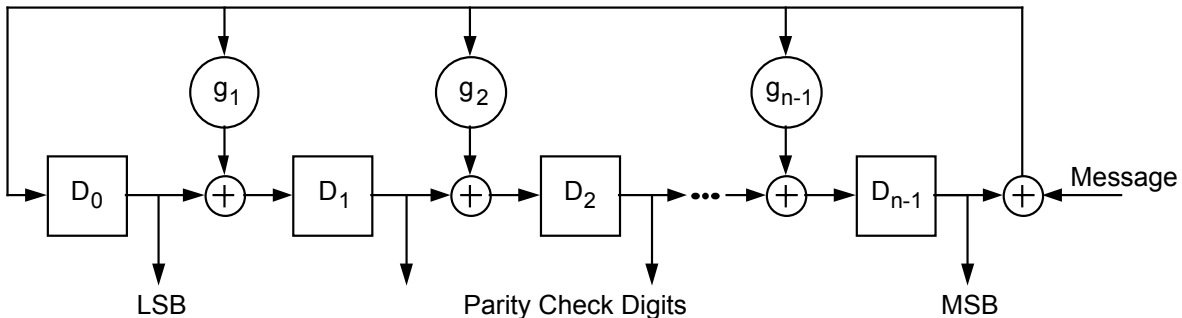 g1 g2 gn-1
D0 D1 D2 ••• Dn-1 Message
LSB Parity Check Digits MSB